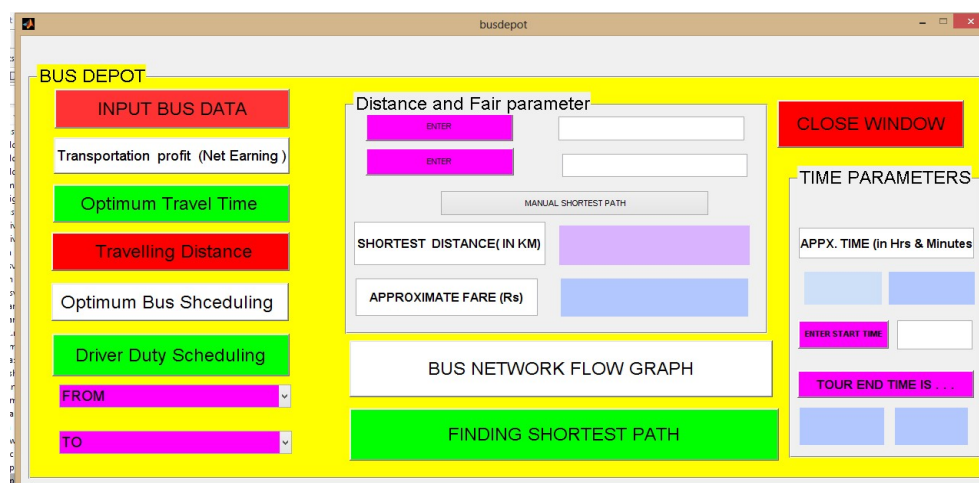 busdepot
BUS DEPOT
INPUT BUS DATA
Transportation profit (Net Earning )
Optimum Travel Time
Travelling Distance
Optimum Bus Shceduling
Driver Duty Scheduling
FROM
TO
Distance and Fair parameter
ENTER
ENTER
MANUAL SHORTEST PATH
SHORTEST DISTANCE( IN KM)
APPROXIMATE FARE (Rs)
BUS NETWORK FLOW GRAPH
FINDING SHORTEST PATH
CLOSE WINDOW
TIME PARAMETERS
APPX. TIME (in Hrs & Minutes
ENTER START TIME
TOUR END TIME IS . . .